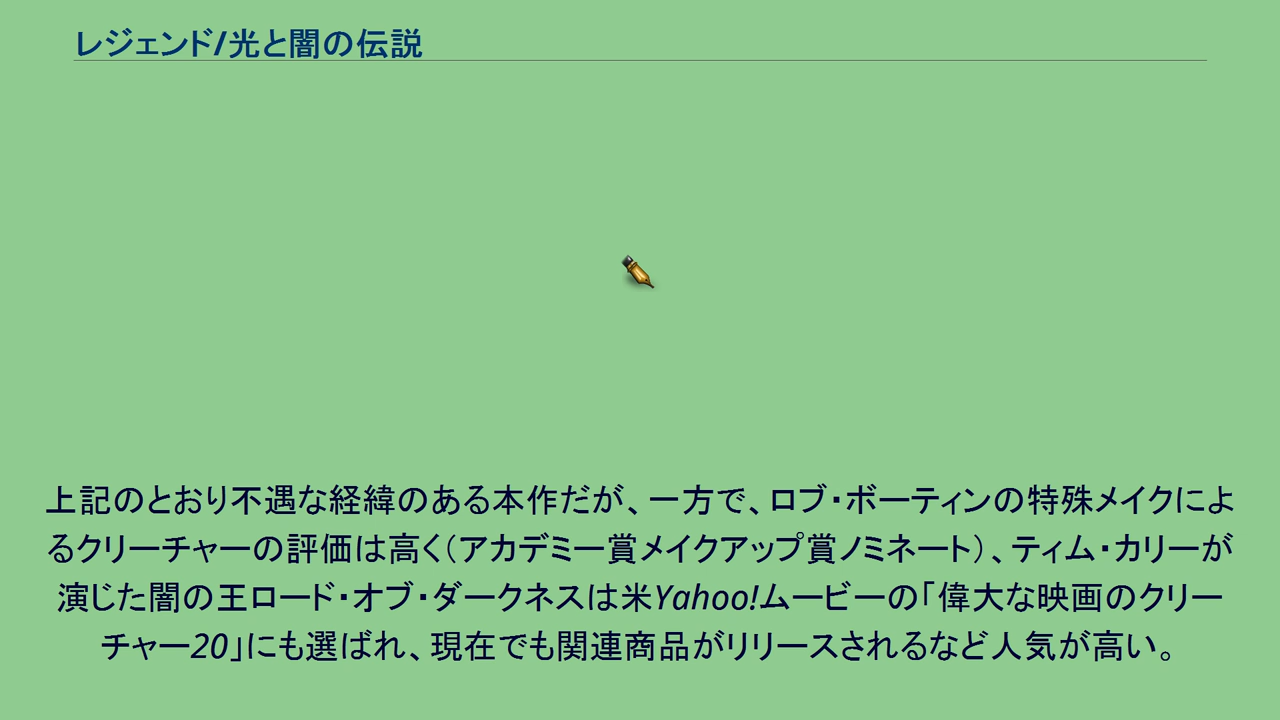 レジェンド/光と闇の伝説
上記のとおり不遇な経緯のある本作だが、一方で、ロブ・ボーティンの特殊メイクによ
るクリーチャーの評価は高く(アカデミー賞メイクアップ賞ノミネート)、ティム・カリーが
演じた闇の王ロード・オブ・ダークネスは米Yahoo!ムービーの「偉大な映画のクリー
チャー20」にも選ばれ、現在でも関連商品がリリースされるなど人気が高い。